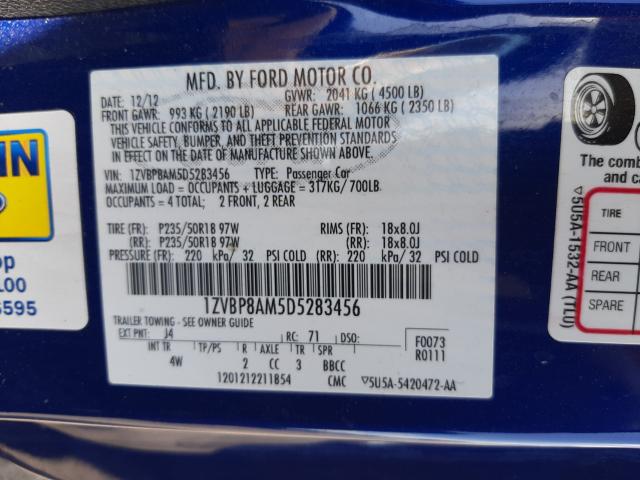 MFD. BY FORD MOTOR CO.
DATE: 12/12 GVWR: 2041 KG ( 4500 LB)
FRONT GAWR: 993 KG ( 2190 LB) REAR GAWR: 1066 KG ( 2350 LB)
THIS VEHICLE CONFORMS TO ALL APPLICABLE FEDERAL MOTOR
VEHICLE SAFETY, BUMPER, AND THEFT PREVENTION STANDARDS
IN EFFECT ON THE DATE OF MANUFACTURE SHOWN ABOVE.
VIN: 1ZVBP8AM5D5283456 TYPE: Passenger Car
MAXIMUM LOAD = OCCUPANTS + LUGGAGE = 317KG/ 700LB
OCCUPANTS = 4 TOTAL; 2 FRONT, 2 REAR
TIRE (FR): P235/50R18 97W RIMS (FR): 18x8.0J
(RR): P235/50R18 97W (RR): 18x8.0J
PRESSURE (FR): 220 kPa/ 32 PSI COLD (RR): 220 kPa/ 32 PSI COLD
1ZVBP8AM5D5283456
TRAILER TOWING - SEE OWNER GUIDE
EXT PNT: J4 RC: 71 DSO: F0073
R0111
INT TR TP/PS R AXLE TR SPR
4W 2 CC 3 BBCC
1201212211854 CMC 5U5A-5420472-AA
IN
op
.00
6595
The combi
TIRE
FRONT
REAR
SPARE
5U5A-1532-AA (TLU)